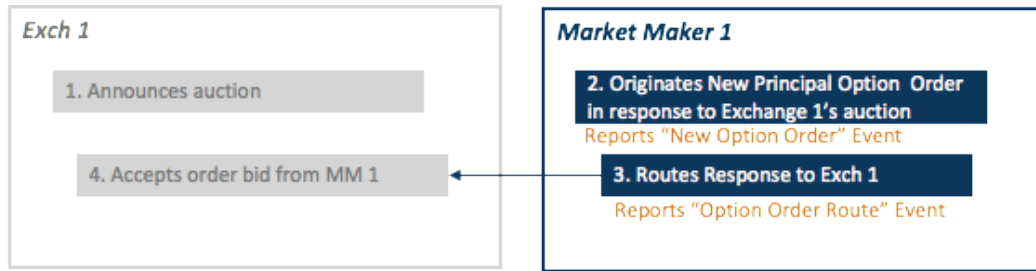 Exch 1
1. Announces auction
4. Accepts order bid from MM 1
Market Maker 1
2. Originates New Principal Option Order
in response to Exchange 1's auction
Reports "New Option Order" Event
3. Routes Response to Exch 1
Reports "Option Order Route" Event